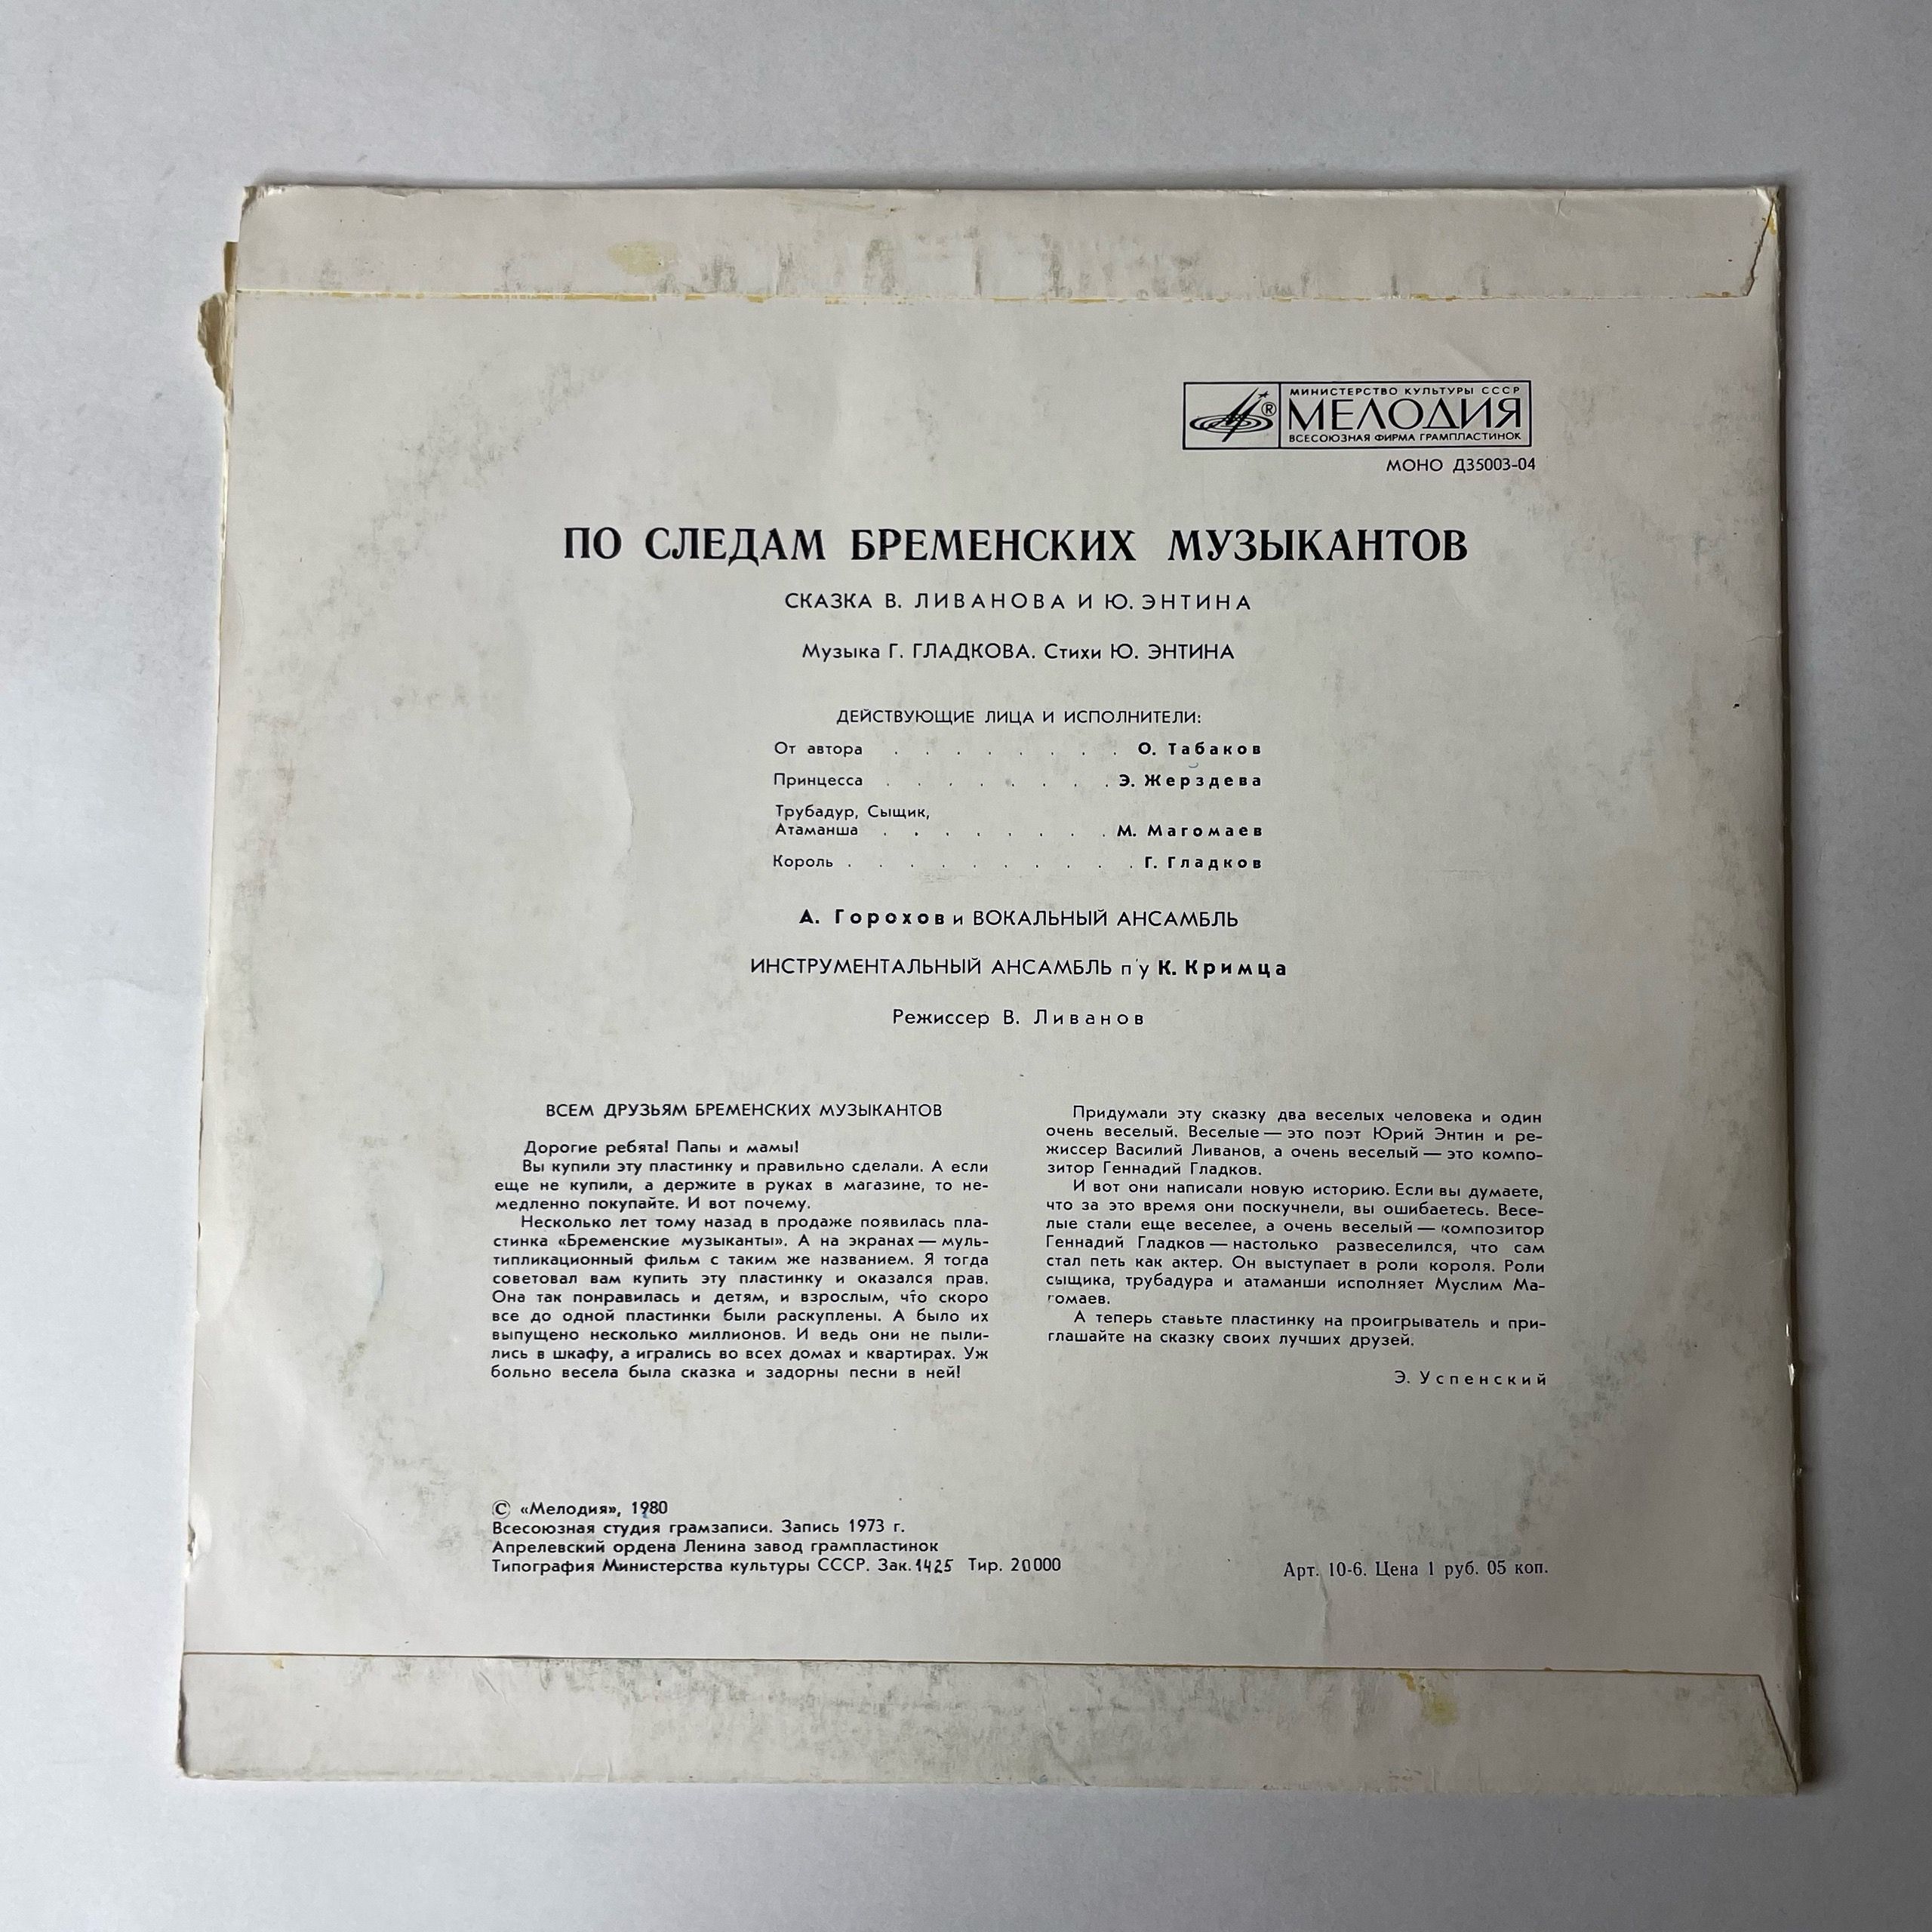 МИНИСТЕРСТВО КУЛЬТУРЫ СССР
МЕЛОДИЯ ®
ВСЕСОЮЗНАЯ ФИРМА ГРАМПЛАСТИНОК
МОНО Д35003-04
ПО СЛЕДАМ БРЕМЕНСКИХ МУЗЫКАНТОВ
СКАЗКА В. ЛИВАНОВА И Ю. ЭНТИНА
Музыка Г. ГЛАДКОВА. Стихи Ю. ЭНТИНА
ДЕЙСТВУЮЩИЕ ЛИЦА И ИСПОЛНИТЕЛИ:
От автора . . . . . . . . О. Табаков
Принцесса . . . . . . . . Э. Жерздева
Трубадур, Сыщик,
Атаманша . . . . . . . . М. Магомаев
Король . . . . . . . . . . Г. Гладков
А. Горохов и ВОКАЛЬНЫЙ АНСАМБЛЬ
ИНСТРУМЕНТАЛЬНЫЙ АНСАМБЛЬ п/у К. Кримца
Режиссер В. Ливанов
ВСЕМ ДРУЗЬЯМ БРЕМЕНСКИХ МУЗЫКАНТОВ
Дорогие ребята! Папы и мамы!
Вы купили эту пластинку и правильно сделали. А если
еще не купили, а держите в руках в магазине, то не-
медленно покупайте. И вот почему.
Несколько лет тому назад в продаже появилась пла-
стинка «Бременские музыканты». А на экранах — муль-
типликационный фильм с таким же названием. Я тогда
советовал вам купить эту пластинку и оказался прав.
Она так понравилась и детям, и взрослым, что скоро
все до одной пластинки были раскуплены. А было их
выпущено несколько миллионов. И ведь они не пыли-
лись в шкафу, а игрались во всех домах и квартирах. Уж
больно весела была сказка и задорны песни в ней!
Придумали эту сказку два веселых человека и один
очень веселый. Веселые — это поэт Юрий Энтин и ре-
жиссер Василий Ливанов, а очень веселый — это компо-
зитор Геннадий Гладков.
И вот они написали новую историю. Если вы думаете,
что за это время они поскучнели, вы ошибаетесь. Весе-
лые стали еще веселее, а очень веселый — композитор
Геннадий Гладков — настолько развеселился, что сам
стал петь как актер. Он выступает в роли короля. Роли
сыщика, трубадура и атаманши исполняет Муслим Ма-
гомаев.
А теперь ставьте пластинку на проигрыватель и при-
глашайте на сказку своих лучших друзей.
Э. Успенский
© «Мелодия», 1980
Всесоюзная студия грамзаписи. Запись 1973 г.
Апрелевский ордена Ленина завод грампластинок
Типография Министерства культуры СССР. Зак. 1425 Тир. 20000
Арт. 10-6. Цена 1 руб. 05 коп.